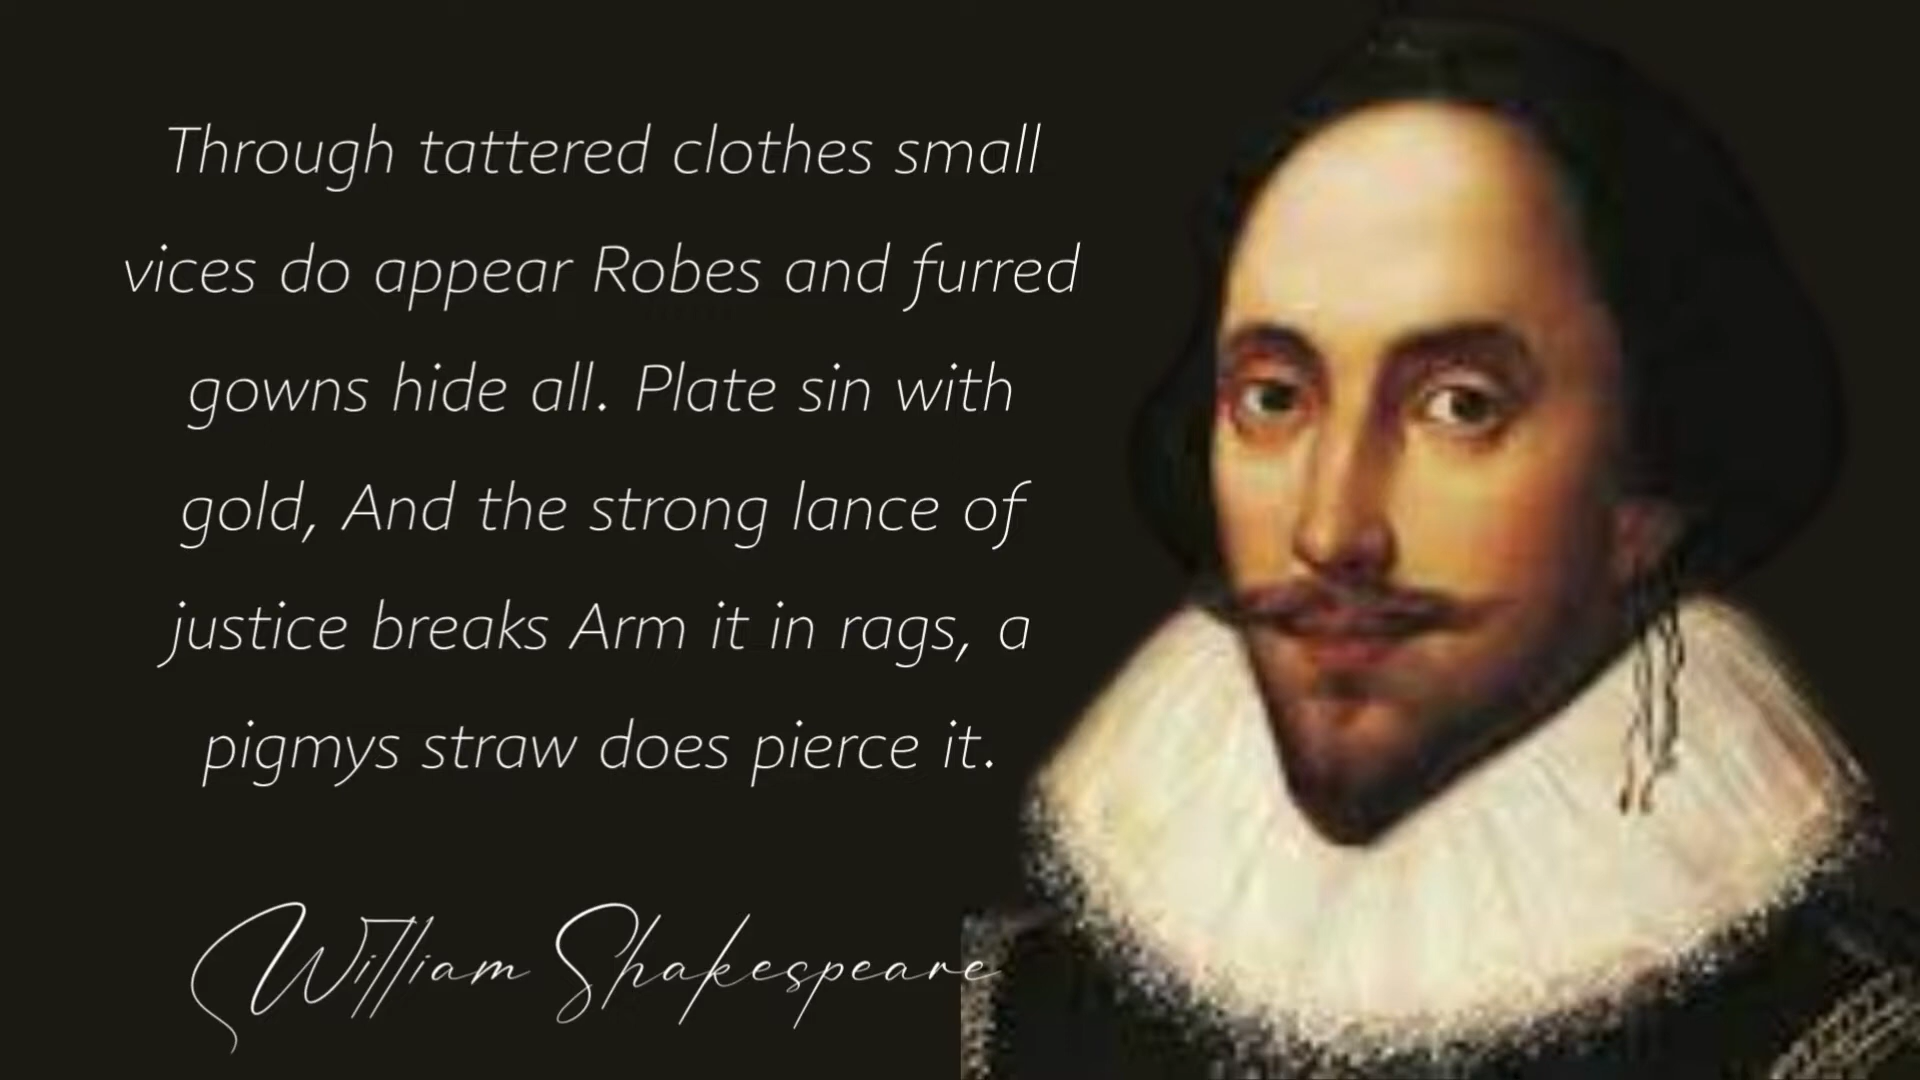 Through tattered clothes small
vices do appear Robes and furred
gowns hide all. Plate sin with
gold, And the strong lance of
justice breaks Arm it in rags, a
pigmys straw does pierce it.
William Shakespeare